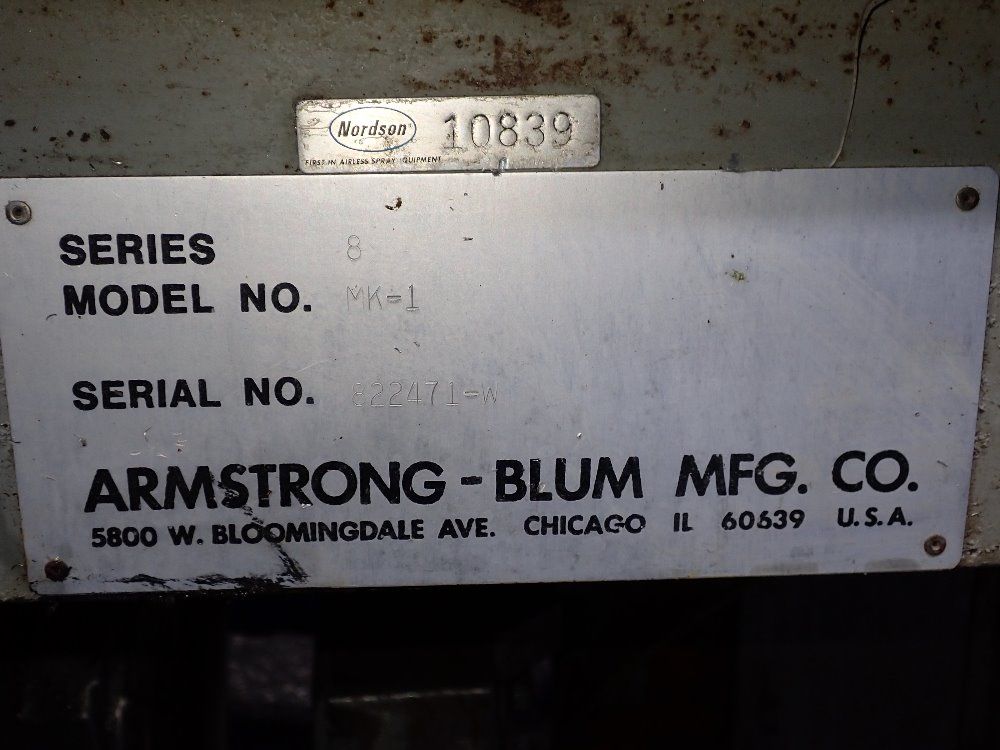 Nordson 10839
FIRST IN AIRLESS SPRAY EQUIPMENT
SERIES 8
MODEL NO. MK-1
SERIAL NO. 822471-W
ARMSTRONG - BLUM MFG. CO.
5800 W. BLOOMINGDALE AVE. CHICAGO IL 60639 U.S.A.